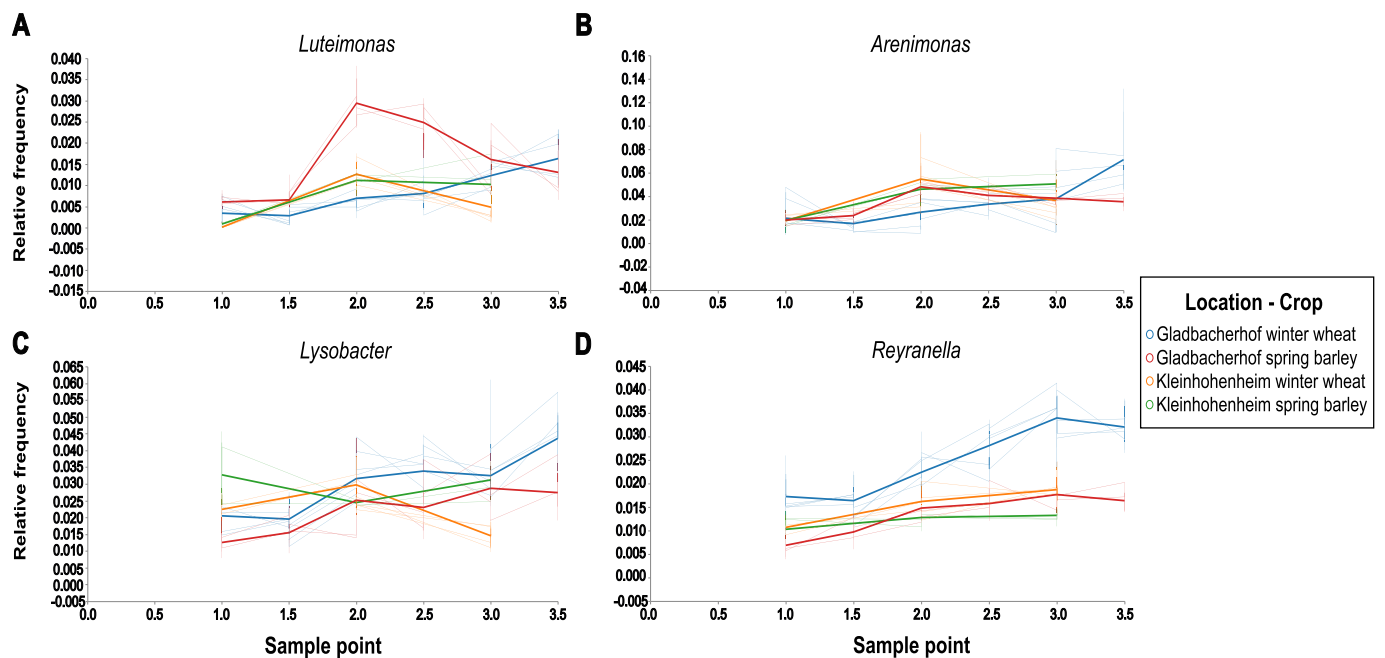 A
Luteimonas
Relative frequency
0.040
0.035
0.030
0.025
0.020
0.015
0.010
0.005
0.000
-0.005
-0.010
-0.015
0.0 0.5 1.0 1.5 2.0 2.5 3.0 3.5
B
Arenimonas
0.16
0.14
0.12
0.10
0.08
0.06
0.04
0.02
0.00
-0.02
-0.04
0.0 0.5 1.0 1.5 2.0 2.5 3.0 3.5
Location - Crop
Gladbacherhof winter wheat
Gladbacherhof spring barley
Kleinhohenheim winter wheat
Kleinhohenheim spring barley
C
Lysobacter
Relative frequency
0.065
0.060
0.055
0.050
0.045
0.040
0.035
0.030
0.025
0.020
0.015
0.010
0.005
0.000
-0.005
0.0 0.5 1.0 1.5 2.0 2.5 3.0 3.5
Sample point
D
Reyranella
0.045
0.040
0.035
0.030
0.025
0.020
0.015
0.010
0.005
0.000
-0.005
0.0 0.5 1.0 1.5 2.0 2.5 3.0 3.5
Sample point